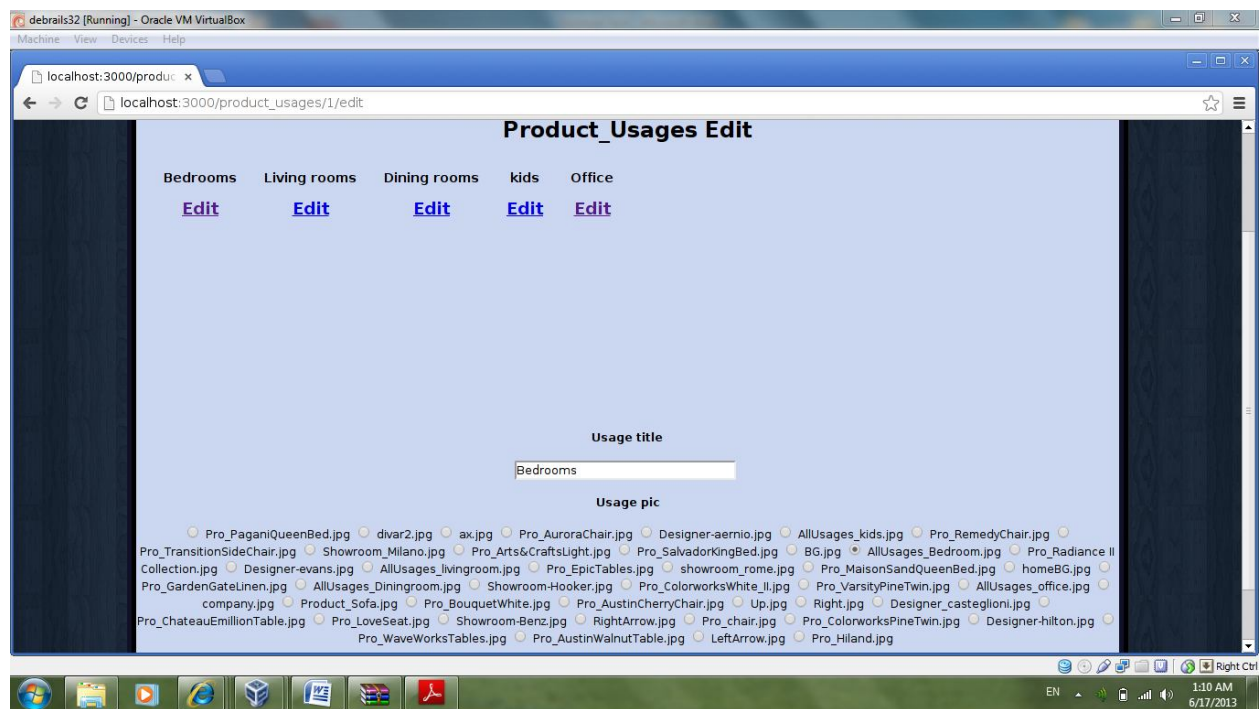 debrails32 [Running] - Oracle VM VirtualBox
Machine View Devices Help
localhost:3000/produc x
localhost:3000/product_usages/1/edit
Product_Usages Edit
Bedrooms Living rooms Dining rooms kids Office
Edit Edit Edit Edit Edit
Usage title
Bedrooms
Usage pic
Pro_PaganiQueenBed.jpg divar2.jpg ax.jpg Pro_AuroraChair.jpg Designer-aernio.jpg AllUsages_kids.jpg Pro_RemedyChair.jpg
Pro_TransitionSideChair.jpg Showroom_Milano.jpg Pro_Arts&CraftsLight.jpg Pro_SalvadorKingBed.jpg BG.jpg AllUsages_Bedroom.jpg Pro_Radiance II
Collection.jpg Designer-evans.jpg AllUsages_livingroom.jpg Pro_EpicTables.jpg showroom_rome.jpg Pro_MaisonSandQueenBed.jpg homeBG.jpg
Pro_GardenGateLinen.jpg AllUsages_Diningroom.jpg Showroom-Hooker.jpg Pro_ColorworksWhite_II.jpg Pro_VarsityPineTwin.jpg AllUsages_office.jpg
company.jpg Product_Sofa.jpg Pro_BouquetWhite.jpg Pro_AustinCherryChair.jpg Up.jpg Right.jpg Designer_casteglioni.jpg
Pro_ChateauEmillionTable.jpg Pro_LoveSeat.jpg Showroom-Benz.jpg RightArrow.jpg Pro_chair.jpg Pro_ColorworksPineTwin.jpg Designer-hilton.jpg
Pro_WaveWorksTables.jpg Pro_AustinWalnutTable.jpg LeftArrow.jpg Pro_Hiland.jpg
Right Ctrl
EN 1:10 AM
6/17/2013